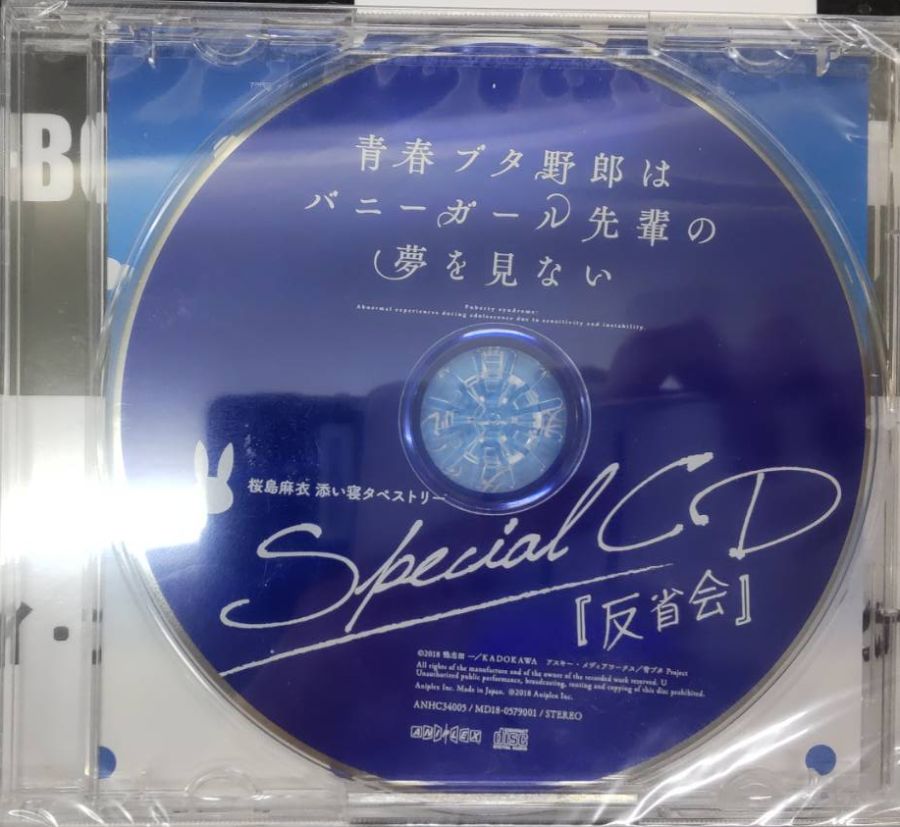 青春ブタ野郎は
バニーガール先輩の
夢を見ない
Puberty syndrome:
Abnormal experiences during adolescence due to sensitivity and instability.
桜島麻衣 添い寝タペストリー
Special CD
『反省会』
©2018 鴨志田 一/KADOKAWA アスキー・メディアワークス/青ブタ Project
All rights of the manufacturer and of the owner of the recorded work reserved. U
Unauthorized public performance, broadcasting, renting and copying of this disc prohibited.
Aniplex Inc. Made in Japan. ©2018 Aniplex Inc.
ANHC34005 / MD18-0579001 / STEREO
ANIPLEX
COMPACT disc DIGITAL AUDIO